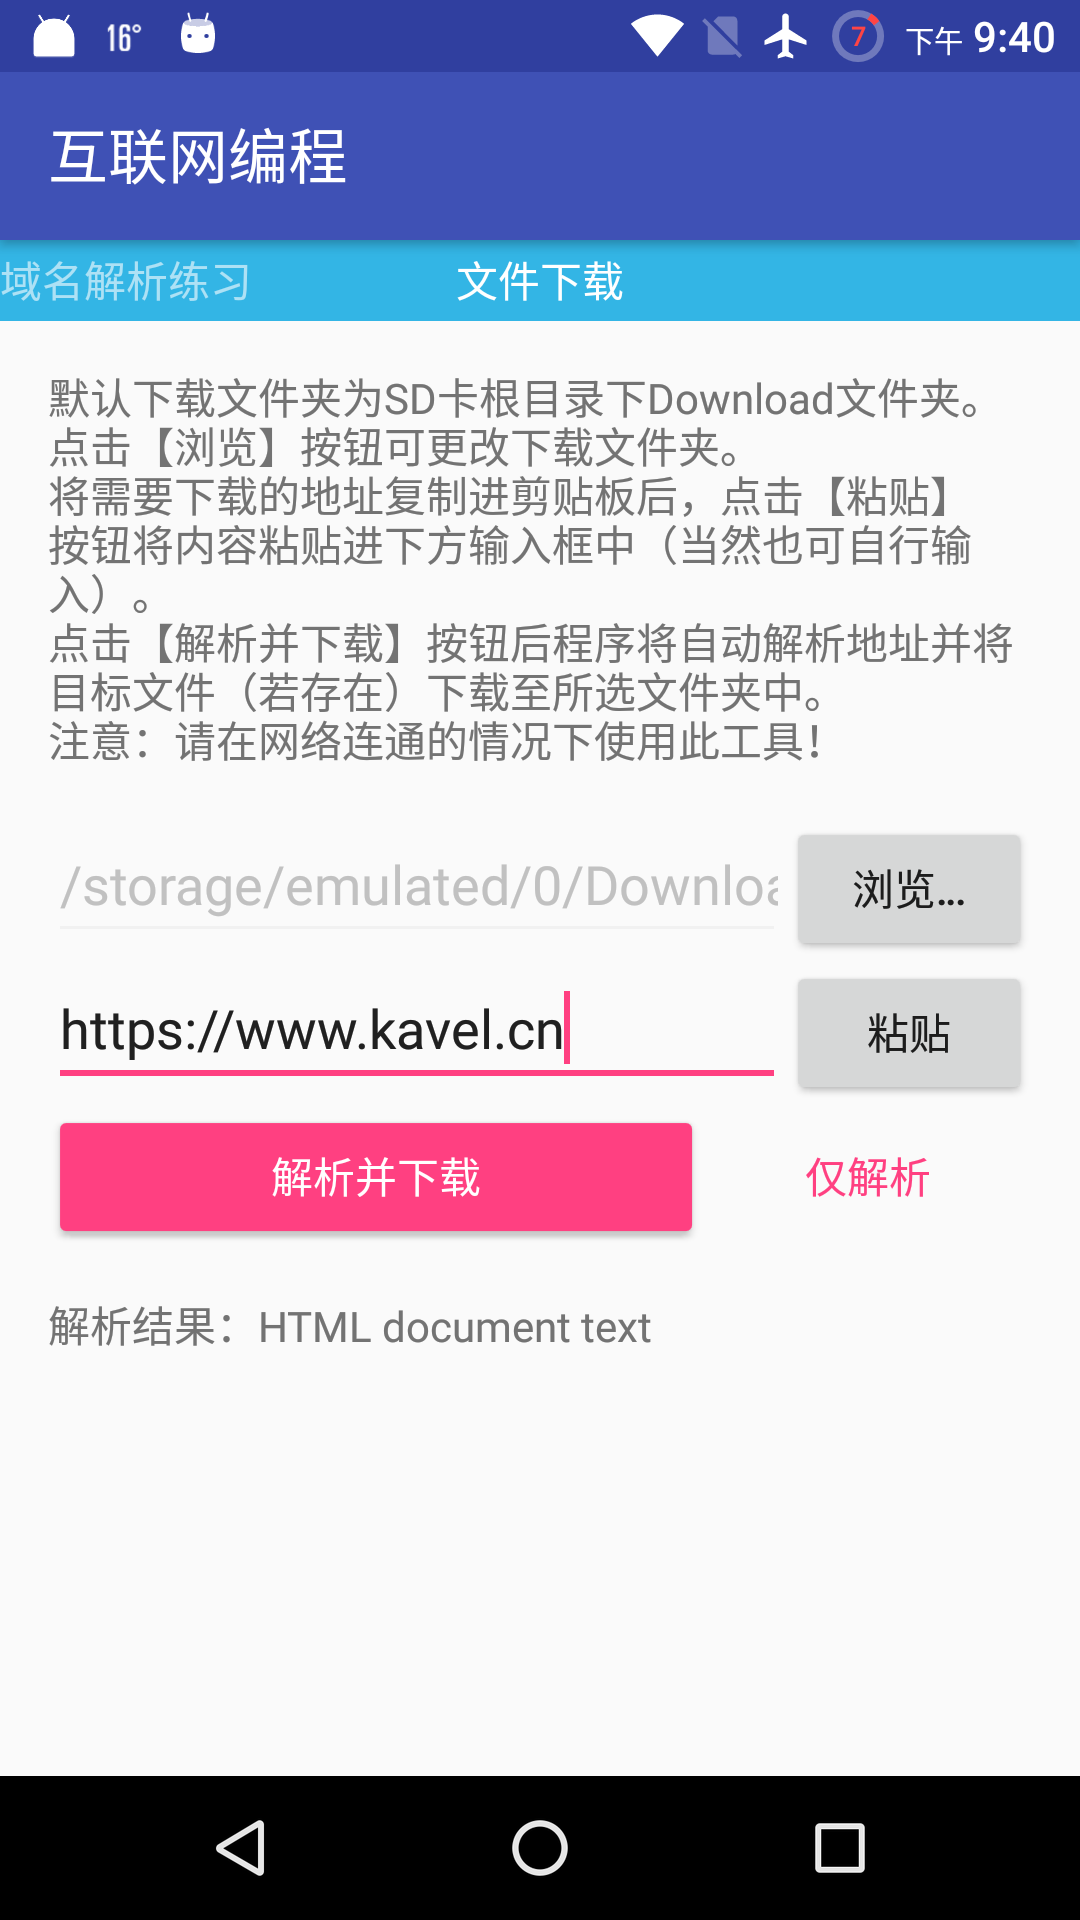 16°
7
下午 9:40
互联网编程
域名解析练习
文件下载
默认下载文件夹为SD卡根目录下Download文件夹。
点击【浏览】按钮可更改下载文件夹。
将需要下载的地址复制进剪贴板后，点击【粘贴】
按钮将内容粘贴进下方输入框中（当然也可自行输
入）。
点击【解析并下载】按钮后程序将自动解析地址并将
目标文件（若存在）下载至所选文件夹中。
注意：请在网络连通的情况下使用此工具！
/storage/emulated/0/Downloa
浏览...
https://www.kavel.cn
粘贴
解析并下载
仅解析
解析结果：HTML document text